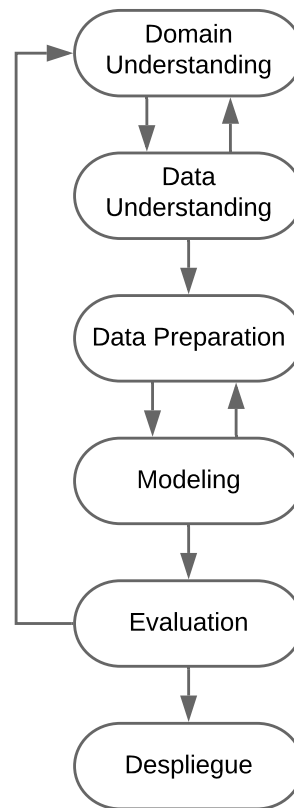 Domain
Understanding
Data
Understanding
Data Preparation
Modeling
Evaluation
Despliegue